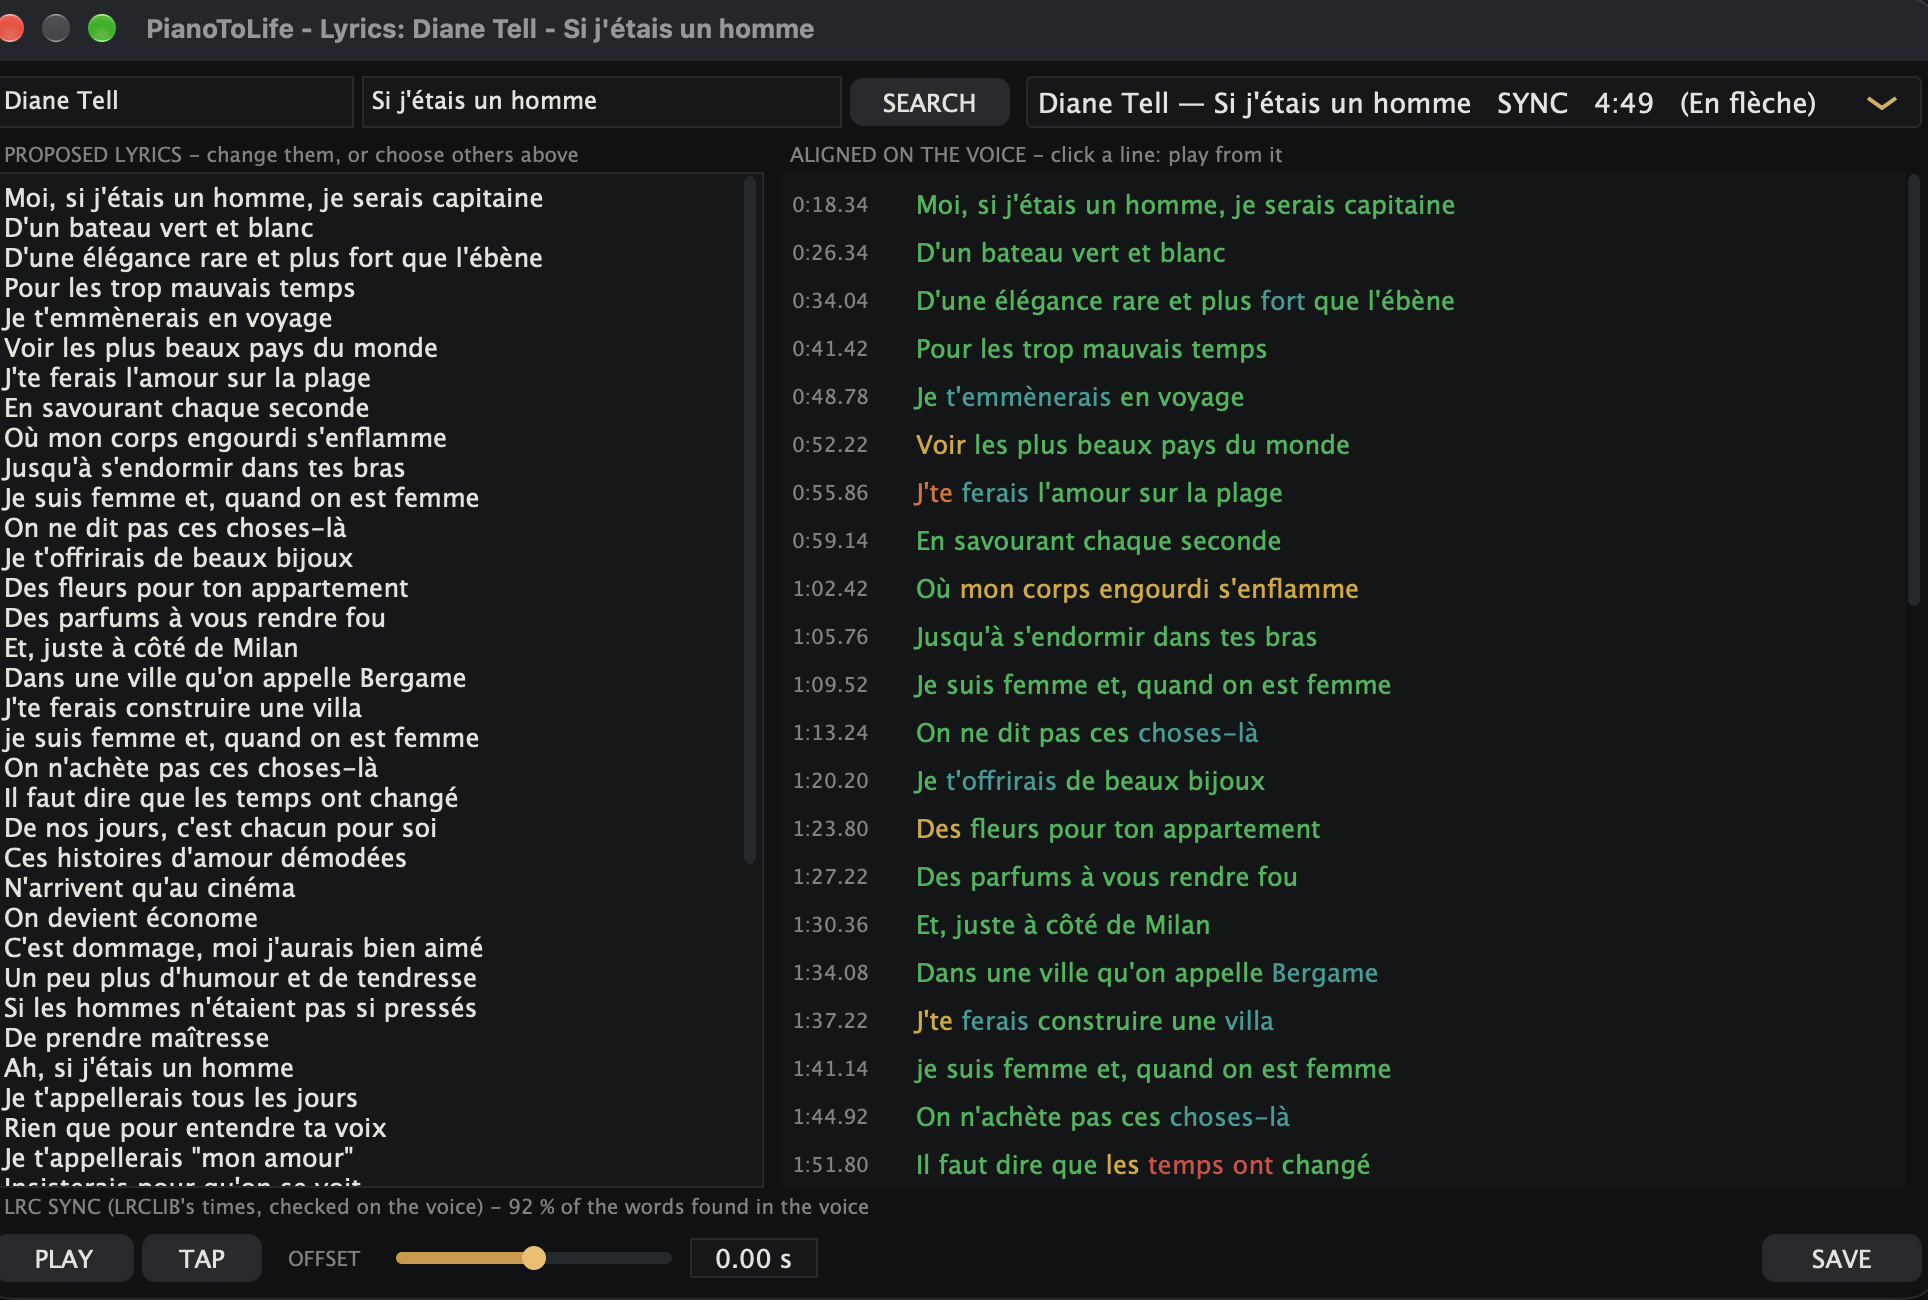 PianoToLife - Lyrics: Diane Tell - Si j'étais un homme
Diane Tell
Si j'étais un homme
SEARCH
Diane Tell — Si j'étais un homme   SYNC   4:49   (En flèche)
PROPOSED LYRICS – change them, or choose others above
Moi, si j'étais un homme, je serais capitaine
D'un bateau vert et blanc
D'une élégance rare et plus fort que l'ébène
Pour les trop mauvais temps
Je t'emmènerais en voyage
Voir les plus beaux pays du monde
J'te ferais l'amour sur la plage
En savourant chaque seconde
Où mon corps engourdi s'enflamme
Jusqu'à s'endormir dans tes bras
Je suis femme et, quand on est femme
On ne dit pas ces choses-là
Je t'offrirais de beaux bijoux
Des fleurs pour ton appartement
Des parfums à vous rendre fou
Et, juste à côté de Milan
Dans une ville qu'on appelle Bergame
J'te ferais construire une villa
je suis femme et, quand on est femme
On n'achète pas ces choses-là
Il faut dire que les temps ont changé
De nos jours, c'est chacun pour soi
Ces histoires d'amour démodées
N'arrivent qu'au cinéma
On devient économe
C'est dommage, moi j'aurais bien aimé
Un peu plus d'humour et de tendresse
Si les hommes n'étaient pas si pressés
De prendre maîtresse
Ah, si j'étais un homme
Je t'appellerais tous les jours
Rien que pour entendre ta voix
Je t'appellerais "mon amour"
Insisterais pour qu'on se voit
ALIGNED ON THE VOICE – click a line: play from it
0:18.34 Moi, si j'étais un homme, je serais capitaine
0:26.34 D'un bateau vert et blanc
0:34.04 D'une élégance rare et plus fort que l'ébène
0:41.42 Pour les trop mauvais temps
0:48.78 Je t'emmènerais en voyage
0:52.22 Voir les plus beaux pays du monde
0:55.86 J'te ferais l'amour sur la plage
0:59.14 En savourant chaque seconde
1:02.42 Où mon corps engourdi s'enflamme
1:05.76 Jusqu'à s'endormir dans tes bras
1:09.52 Je suis femme et, quand on est femme
1:13.24 On ne dit pas ces choses-là
1:20.20 Je t'offrirais de beaux bijoux
1:23.80 Des fleurs pour ton appartement
1:27.22 Des parfums à vous rendre fou
1:30.36 Et, juste à côté de Milan
1:34.08 Dans une ville qu'on appelle Bergame
1:37.22 J'te ferais construire une villa
1:41.14 je suis femme et, quand on est femme
1:44.92 On n'achète pas ces choses-là
1:51.80 Il faut dire que les temps ont changé
LRC SYNC (LRCLIB's times, checked on the voice) – 92 % of the words found in the voice
PLAY
TAP
OFFSET
0.00 s
SAVE